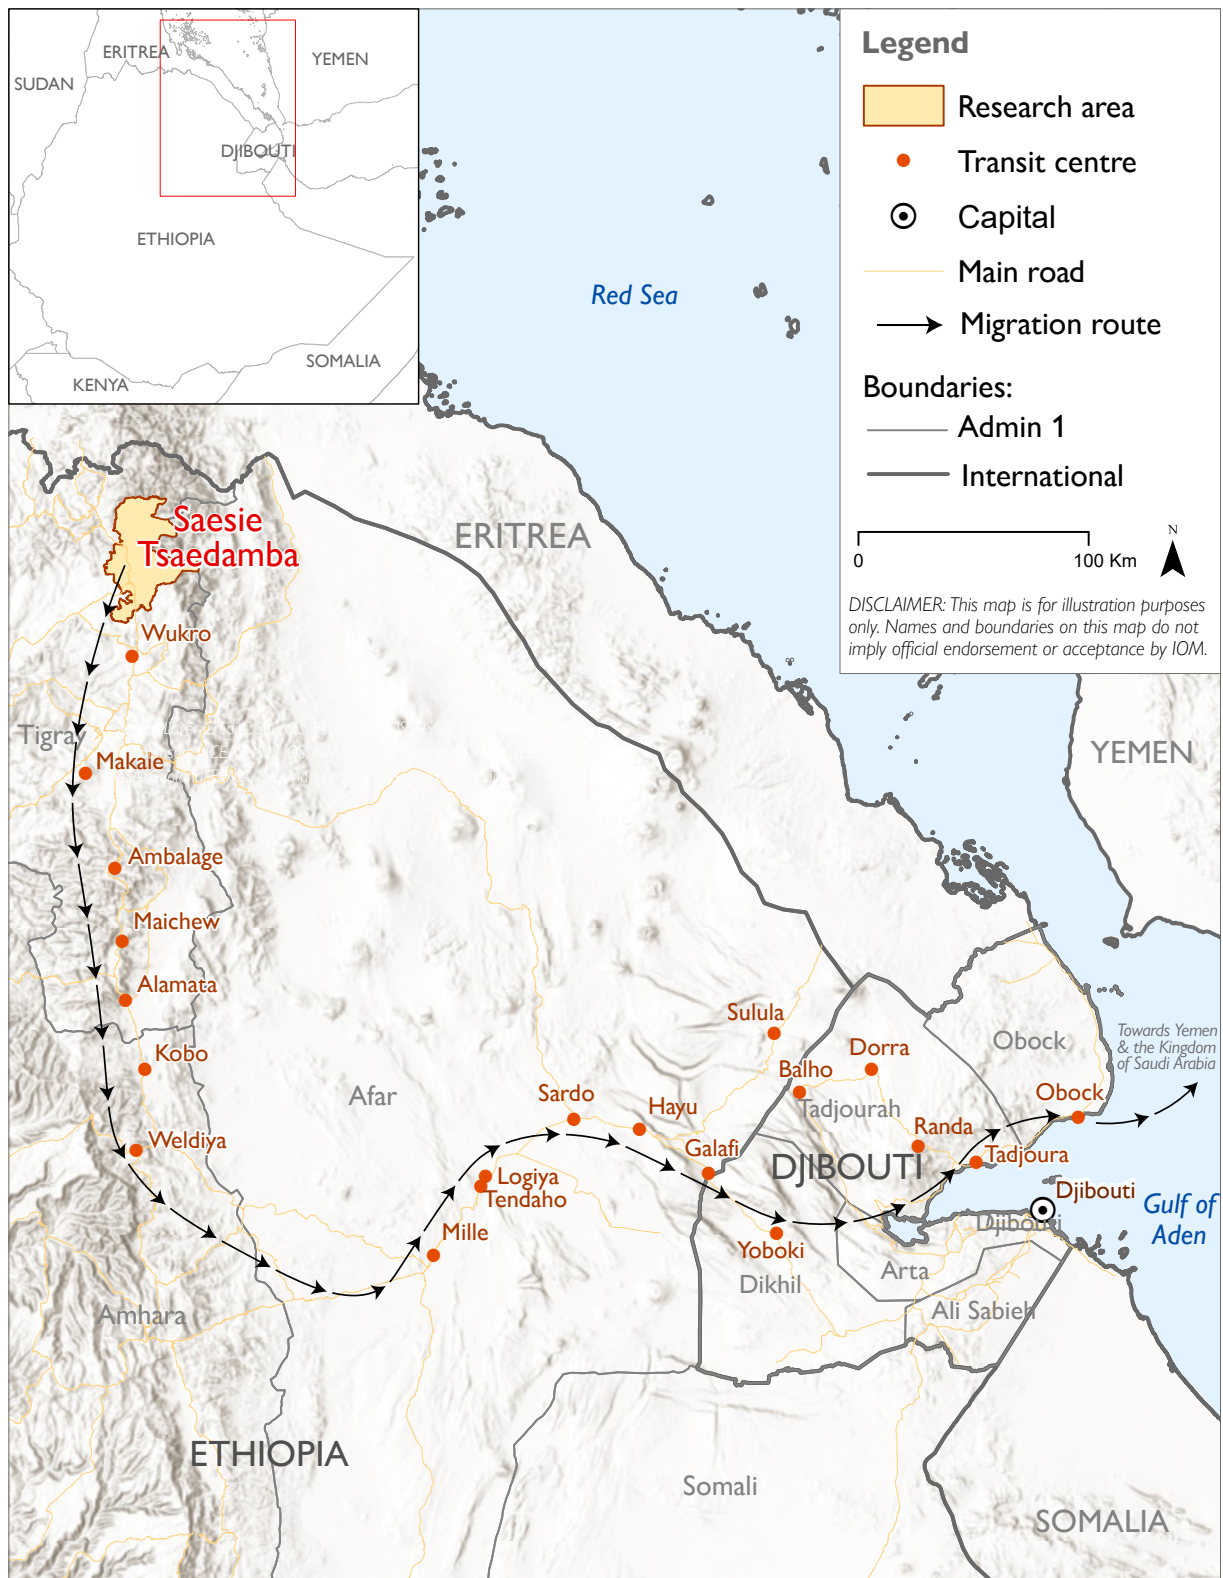 ERITREA
YEMEN
SUDAN
DJIBOUTI
ETHIOPIA
SOMALIA
KENYA
Legend
Research area
Transit centre
Capital
Main road
Migration route
Boundaries:
Admin 1
International
0
100 Km
N
DISCLAIMER: This map is for illustration purposes
only. Names and boundaries on this map do not
imply official endorsement or acceptance by IOM.
Red Sea
Saesie
Tsaedamba
ERITREA
Wukro
Tigray
YEMEN
Makaie
Ambalage
Maichew
Alamata
Sulula
Kobo
Dorra
Obock
Towards Yemen
& the Kingdom
of Saudi Arabia
Balho
Afar
Sardo
Hayu
Tadjourah
Obock
Weldiya
Galafi
Randa
Logiya
DJIBOUTI
Tadjoura
Tendaho
Djibouti
Mille
Yoboki
Djibouti
Gulf of
Aden
Dikhil
Arta
Amhara
Ali Sabieh
ETHIOPIA
Somali
SOMALIA